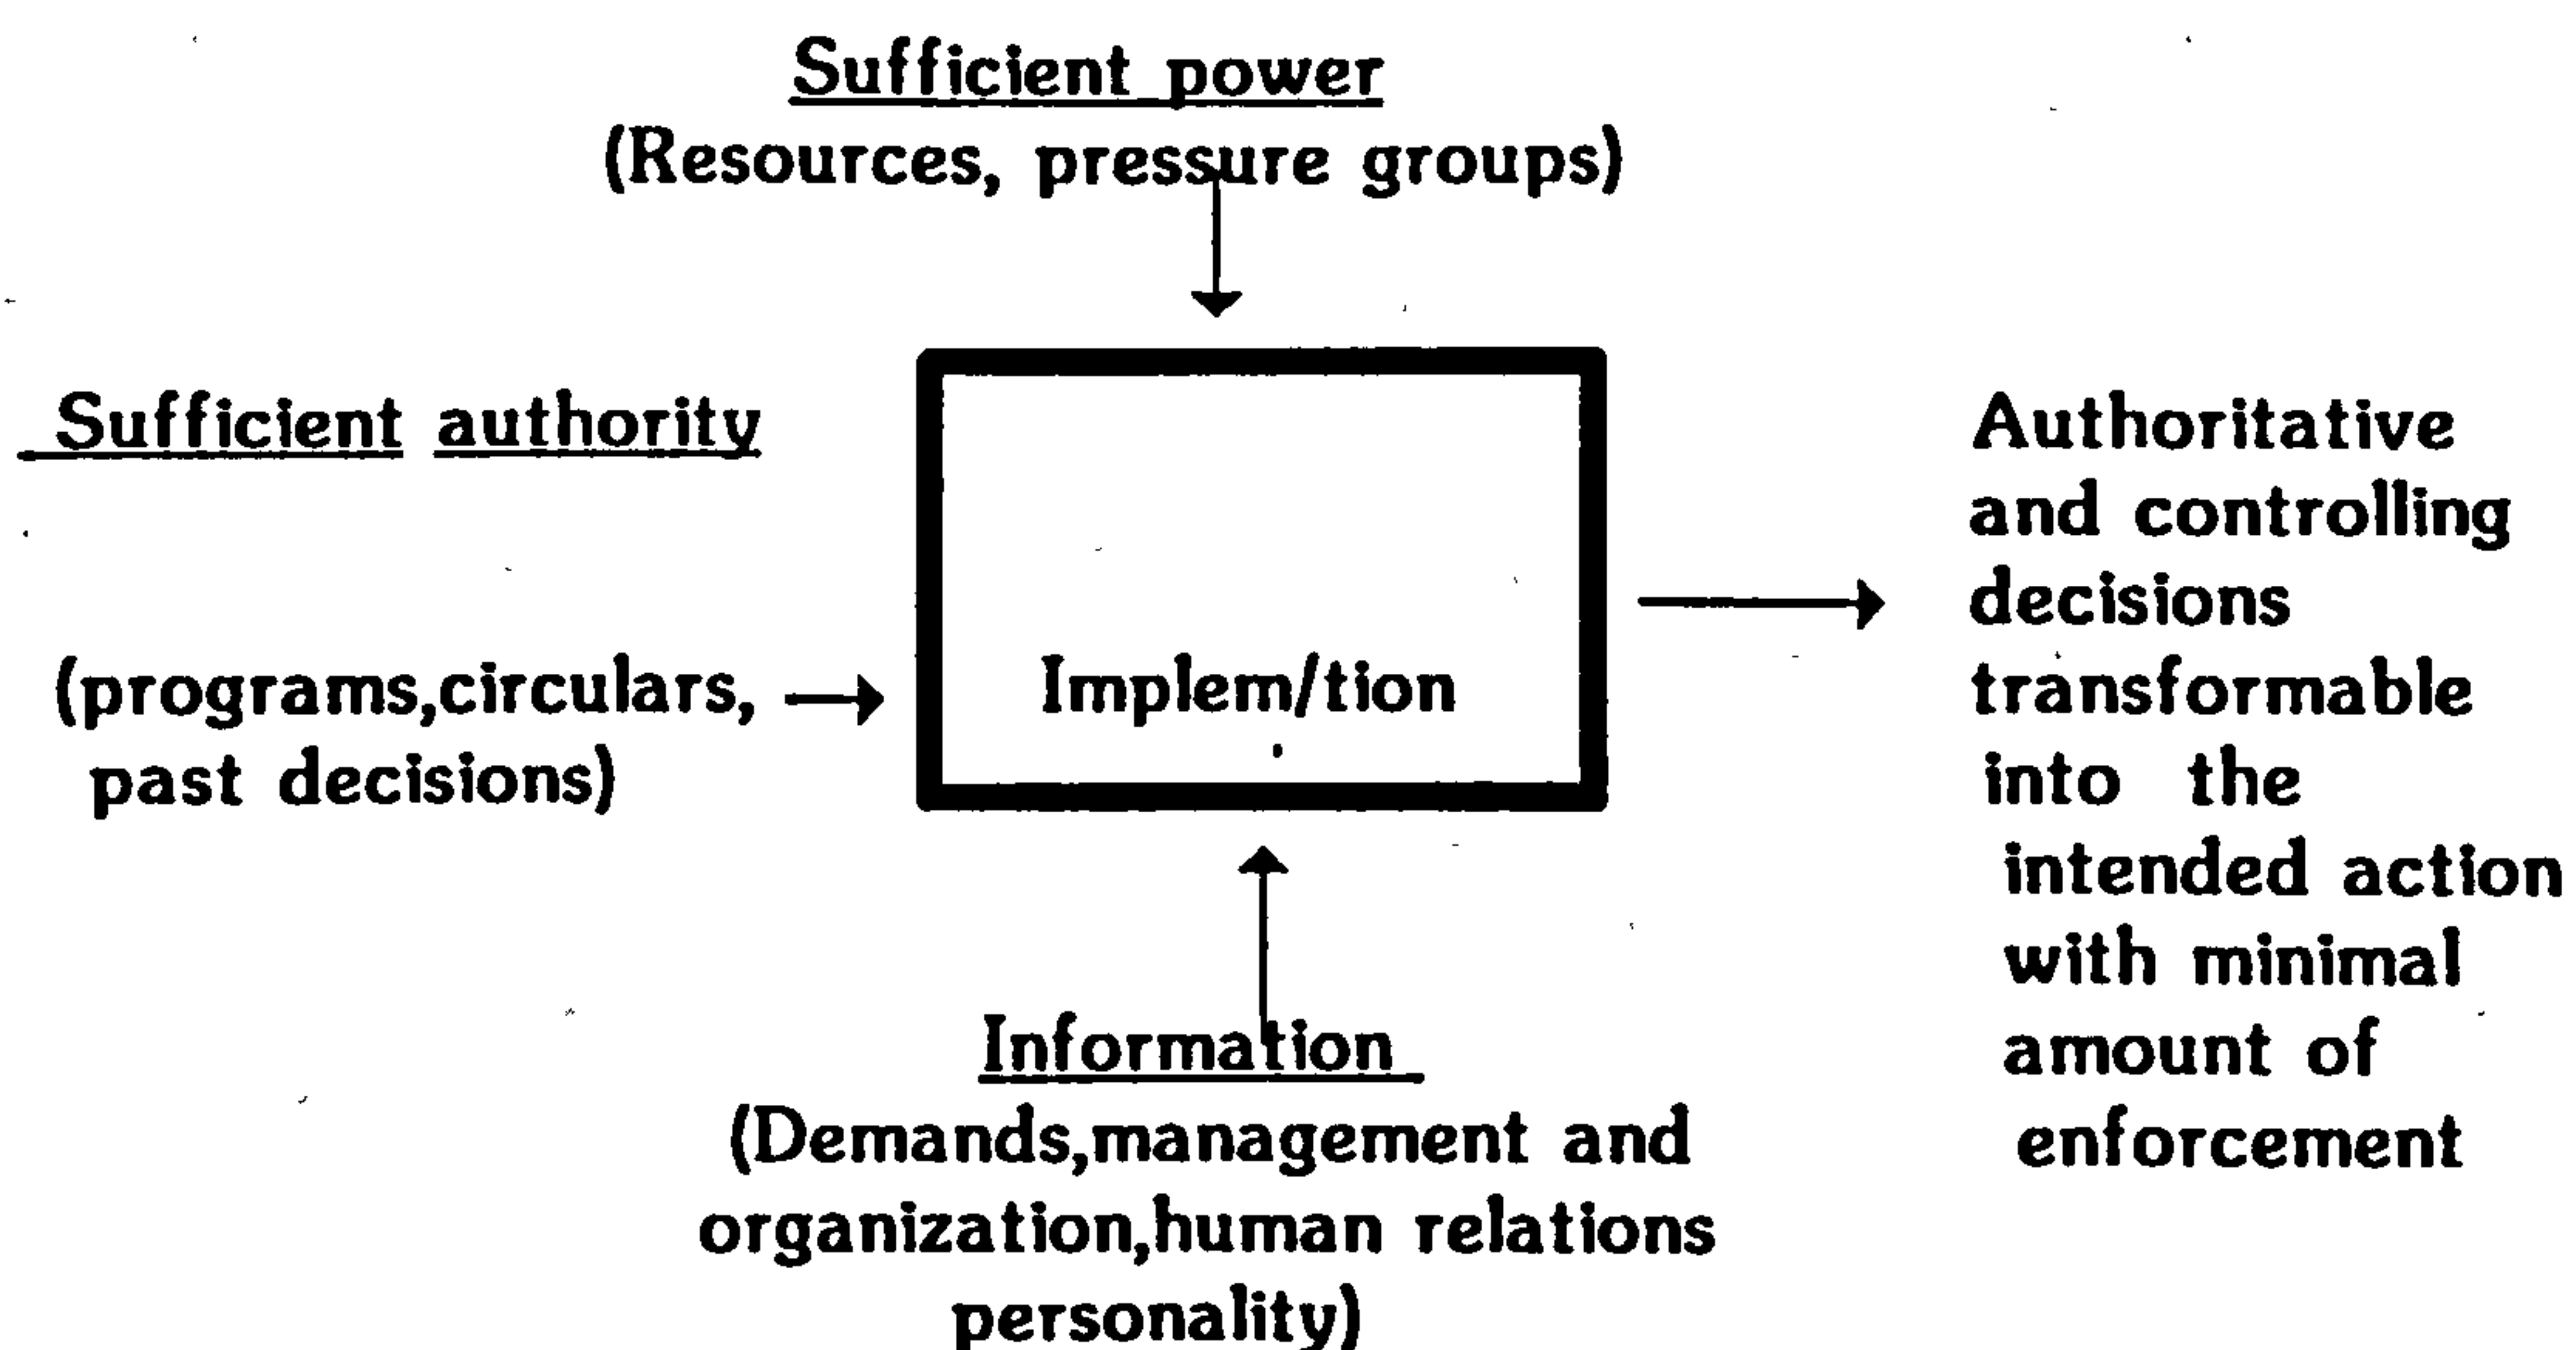 Sufficient power
(Resources, pressure groups)
Sufficient authority
(programs,circulars,
past decisions)
Implem/tion
Authoritative
and controlling
decisions
transformable
into the
intended action
with minimal
amount of
enforcement
Information
(Demands,management and
organization,human relations
personality)